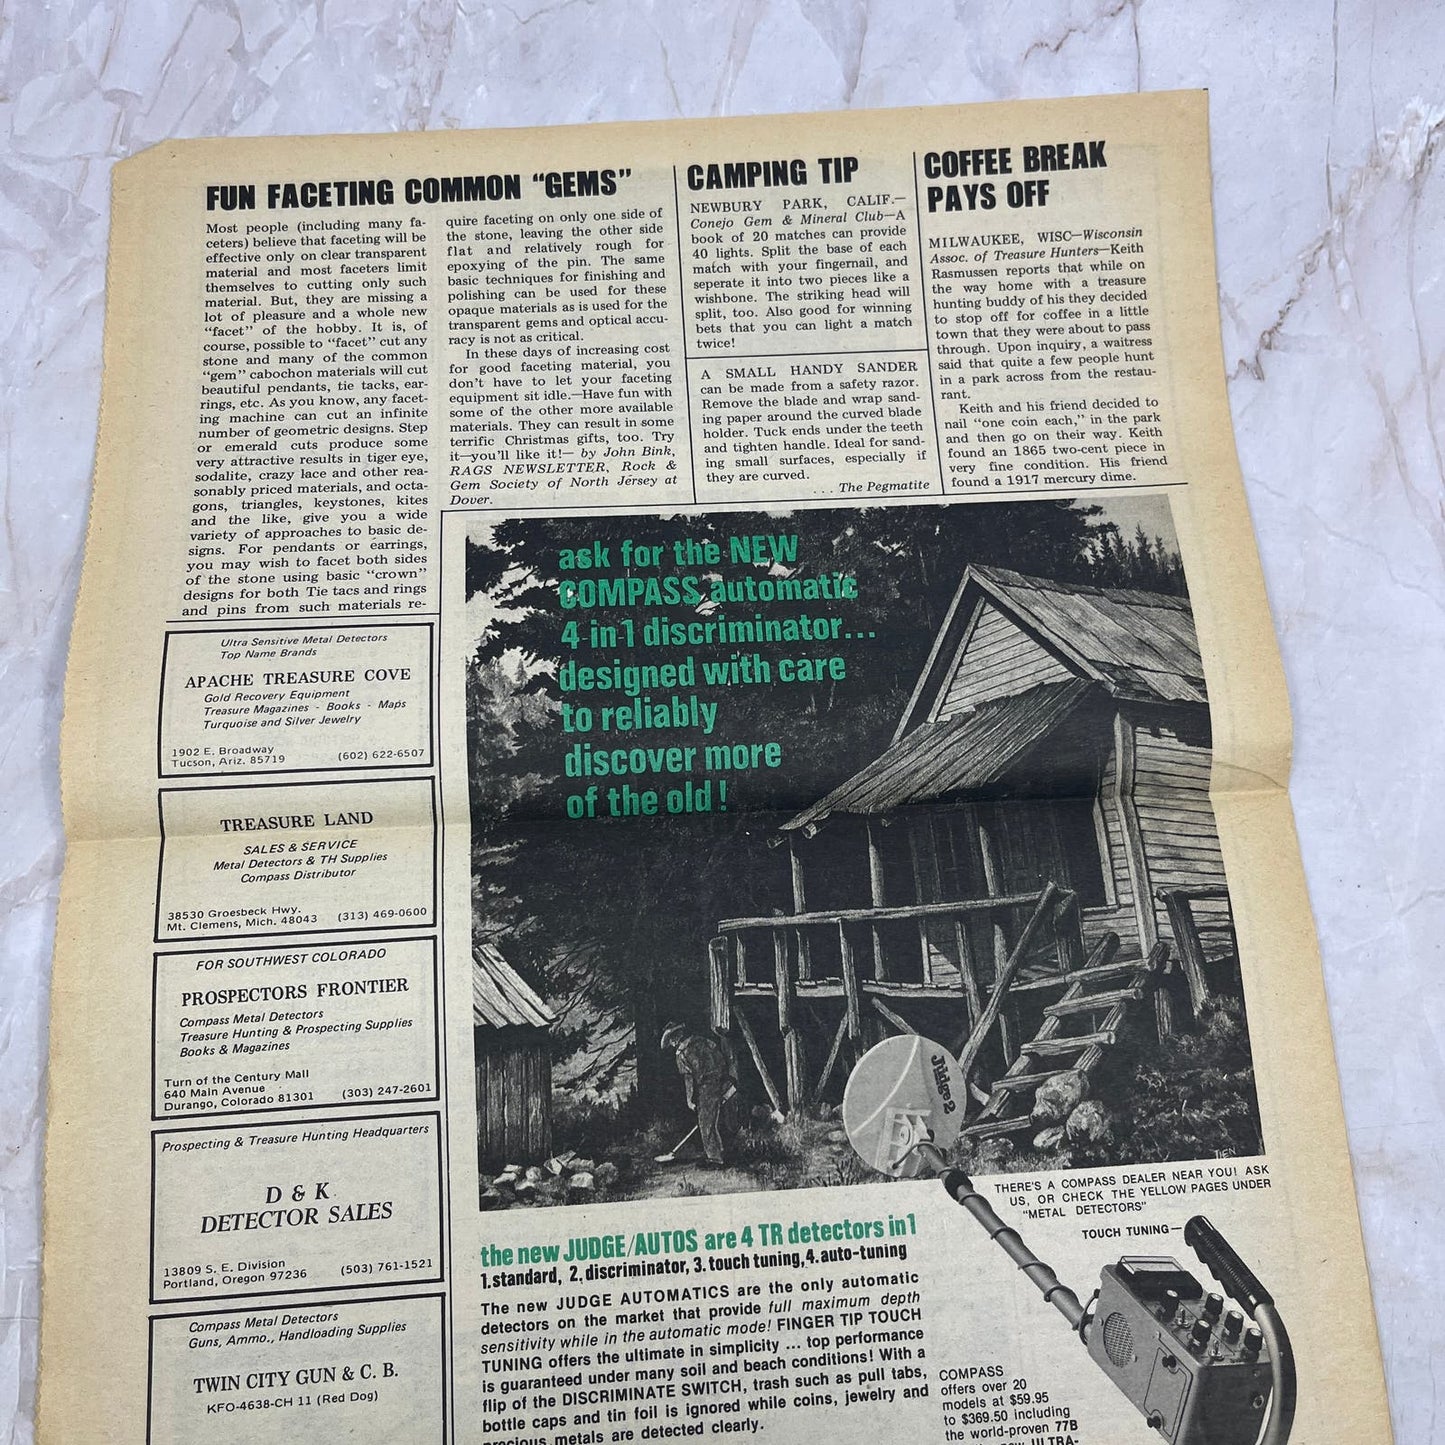 FUN FACETING COMMON "GEMS"
Most people (including many fa-
ceters) believe that faceting will be
effective only on clear transparent
material and most faceters limit
themselves to cutting only such
material. But, they are missing a
lot of pleasure and a whole new
"facet" of the hobby. It is, of
course, possible to "facet" cut any
stone and many of the common
"gem" cabochon materials will cut
beautiful pendants, tie tacks, ear-
rings, etc. As you know, any facet-
ing machine can cut an infinite
number of geometric designs. Step
or emerald cuts produce some
very attractive results in tiger eye,
sodalite, crazy lace and other rea-
sonably priced materials, and octa-
gons, triangles, keystones, kites
and the like, give you a wide
variety of approaches to basic de-
signs. For pendants or earrings,
you may wish to facet both sides
of the stone using basic "crown"
designs for both Tie tacs and rings
and pins from such materials re-
quire faceting on only one side of
the stone, leaving the other side
flat and relatively rough for
epoxying of the pin. The same
basic techniques for finishing and
polishing can be used for these
opaque materials as is used for the
transparent gems and optical accu-
racy is not as critical.
In these days of increasing cost
for good faceting material, you
don't have to let your faceting
equipment sit idle.—Have fun with
some of the other more available
materials. They can result in some
terrific Christmas gifts, too. Try
it—you'll like it!— by John Bink,
RAGS NEWSLETTER, Rock &
Gem Society of North Jersey at
Dover.
CAMPING TIP
NEWBURY PARK, CALIF.—
Conejo Gem & Mineral Club—A
book of 20 matches can provide
40 lights. Split the base of each
match with your fingernail, and
seperate it into two pieces like a
wishbone. The striking head will
split, too. Also good for winning
bets that you can light a match
twice!
A SMALL HANDY SANDER
can be made from a safety razor.
Remove the blade and wrap sand-
ing paper around the curved blade
holder. Tuck ends under the teeth
and tighten handle. Ideal for sand-
ing small surfaces, especially if
they are curved.
. . . The Pegmatite
COFFEE BREAK
PAYS OFF
MILWAUKEE, WISC—Wisconsin
Assoc. of Treasure Hunters—Keith
Rasmussen reports that while on
the way home with a treasure
hunting buddy of his they decided
to stop off for coffee in a little
town that they were about to pass
through. Upon inquiry, a waitress
said that quite a few people hunt
in a park across from the restau-
rant.
Keith and his friend decided to
nail "one coin each," in the park
and then go on their way. Keith
found an 1865 two-cent piece in
very fine condition. His friend
found a 1917 mercury dime.
Ultra Sensitive Metal Detectors
Top Name Brands
APACHE TREASURE COVE
Gold Recovery Equipment
Treasure Magazines - Books - Maps
Turquoise and Silver Jewelry
1902 E. Broadway
Tucson, Ariz. 85719 (602) 622-6507
TREASURE LAND
SALES & SERVICE
Metal Detectors & TH Supplies
Compass Distributor
38530 Groesbeck Hwy.
Mt. Clemens, Mich. 48043 (313) 469-0600
FOR SOUTHWEST COLORADO
PROSPECTORS FRONTIER
Compass Metal Detectors
Treasure Hunting & Prospecting Supplies
Books & Magazines
Turn of the Century Mall
640 Main Avenue
Durango, Colorado 81301 (303) 247-2601
Prospecting & Treasure Hunting Headquarters
D & K
DETECTOR SALES
13809 S. E. Division
Portland, Oregon 97236 (503) 761-1521
Compass Metal Detectors
Guns, Ammo., Handloading Supplies
TWIN CITY GUN & C. B.
KFO-4638-CH 11 (Red Dog)
ask for the NEW
COMPASS automatic
4-in-1 discriminator...
designed with care
to reliably
discover more
of the old!
Judge 2
TIEN
THERE'S A COMPASS DEALER NEAR YOU! ASK
US, OR CHECK THE YELLOW PAGES UNDER
"METAL DETECTORS"
TOUCH TUNING
the new JUDGE/AUTOS are 4 TR detectors in 1
1.standard, 2.discriminator, 3.touch tuning, 4.auto-tuning
The new JUDGE AUTOMATICS are the only automatic
detectors on the market that provide full maximum depth
sensitivity while in the automatic mode! FINGER TIP TOUCH
TUNING offers the ultimate in simplicity ... top performance
is guaranteed under many soil and beach conditions! With a
flip of the DISCRIMINATE SWITCH, trash such as pull tabs,
bottle caps and tin foil is ignored while coins, jewelry and
precious metals are detected clearly.
COMPASS
offers over 20
models at $59.95
to $369.50 including
the world-proven 77B
new ULTRA-